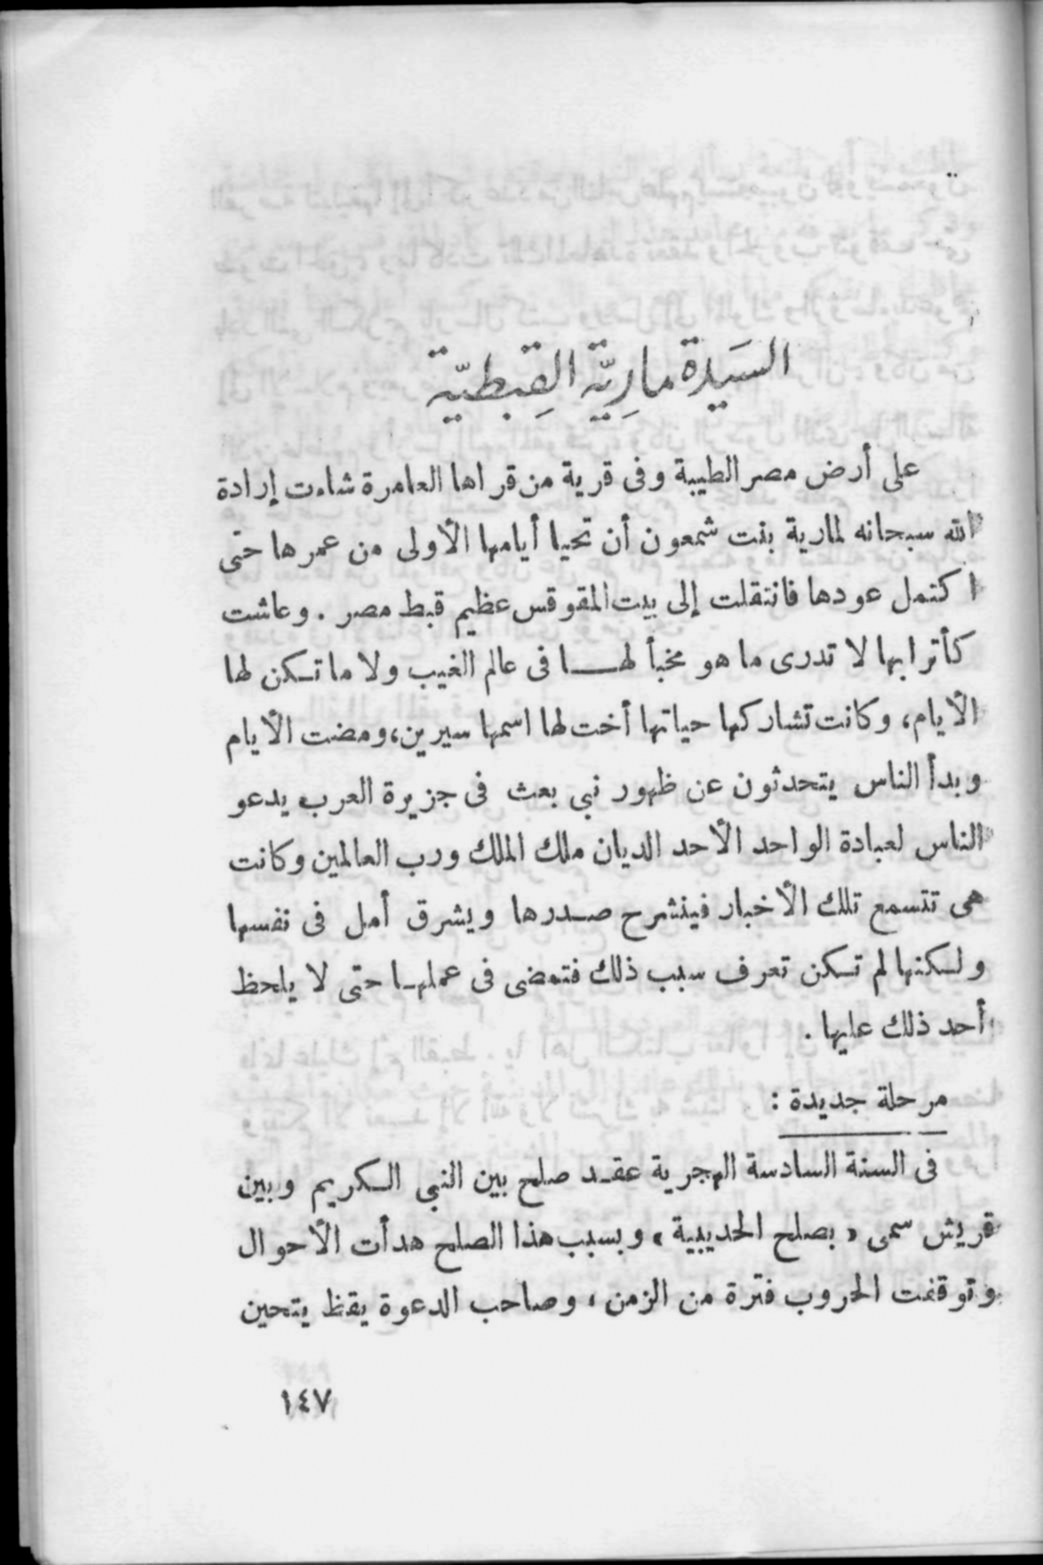 السيدة مارية القبطية
على أرض مصر الطيبة وفى قرية من قراها العامرة شاءت إرادة
الله سبحانه لمارية بنت شمعون أن تحيا أيامها الأولى من عمرها حتى
اكتمل عودها فانتقلت إلى بيت المقوقس عظيم قبط مصر . وعاشت
كأترابها لا تدرى ما هو مخبأ لها فى عالم الغيب ولا ما تكن لها
الأيام، وكانت تشاركها حياتها أخت لها اسمها سيرين، ومضت الأيام
وبدأ الناس يتحدثون عن ظهور نبى بعث فى جزيرة العرب يدعو
الناس لعبادة الواحد الأحد الديان ملك الملك ورب العالمين وكانت
هى تتسمع تلك الأخبار فينشرح صدرها ويشرق أمل فى نفسها
ولكنها لم تكن تعرف سبب ذلك فتمضى فى عملها حتى لا يلحظ
أحد ذلك عليها .
مرحلة جديدة :
فى السنة السادسة الهجرية عقد صلح بين النبى الكريم وبين
قريش سمى « بصلح الحديبية » وبسبب هذا الصلح هدأت الأحوال
وتوقفت الحروب فترة من الزمن ، وصاحب الدعوة يقظ يتحين
١٤٧